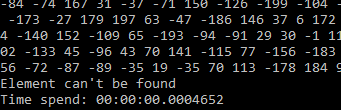 -84 -74 167 31 -37 -71 150 -126 -199 -104 -
-173 -27 179 197 63 -47 -186 146 37 6 172
4 -140 152 -109 65 -193 -94 -91 29 30 -1 11
02 -133 45 -96 43 70 141 -115 77 -156 -183
56 -72 -87 -89 -35 19 -35 70 113 -178 184 9
Element can't be found
Time spend: 00:00:00.0004652